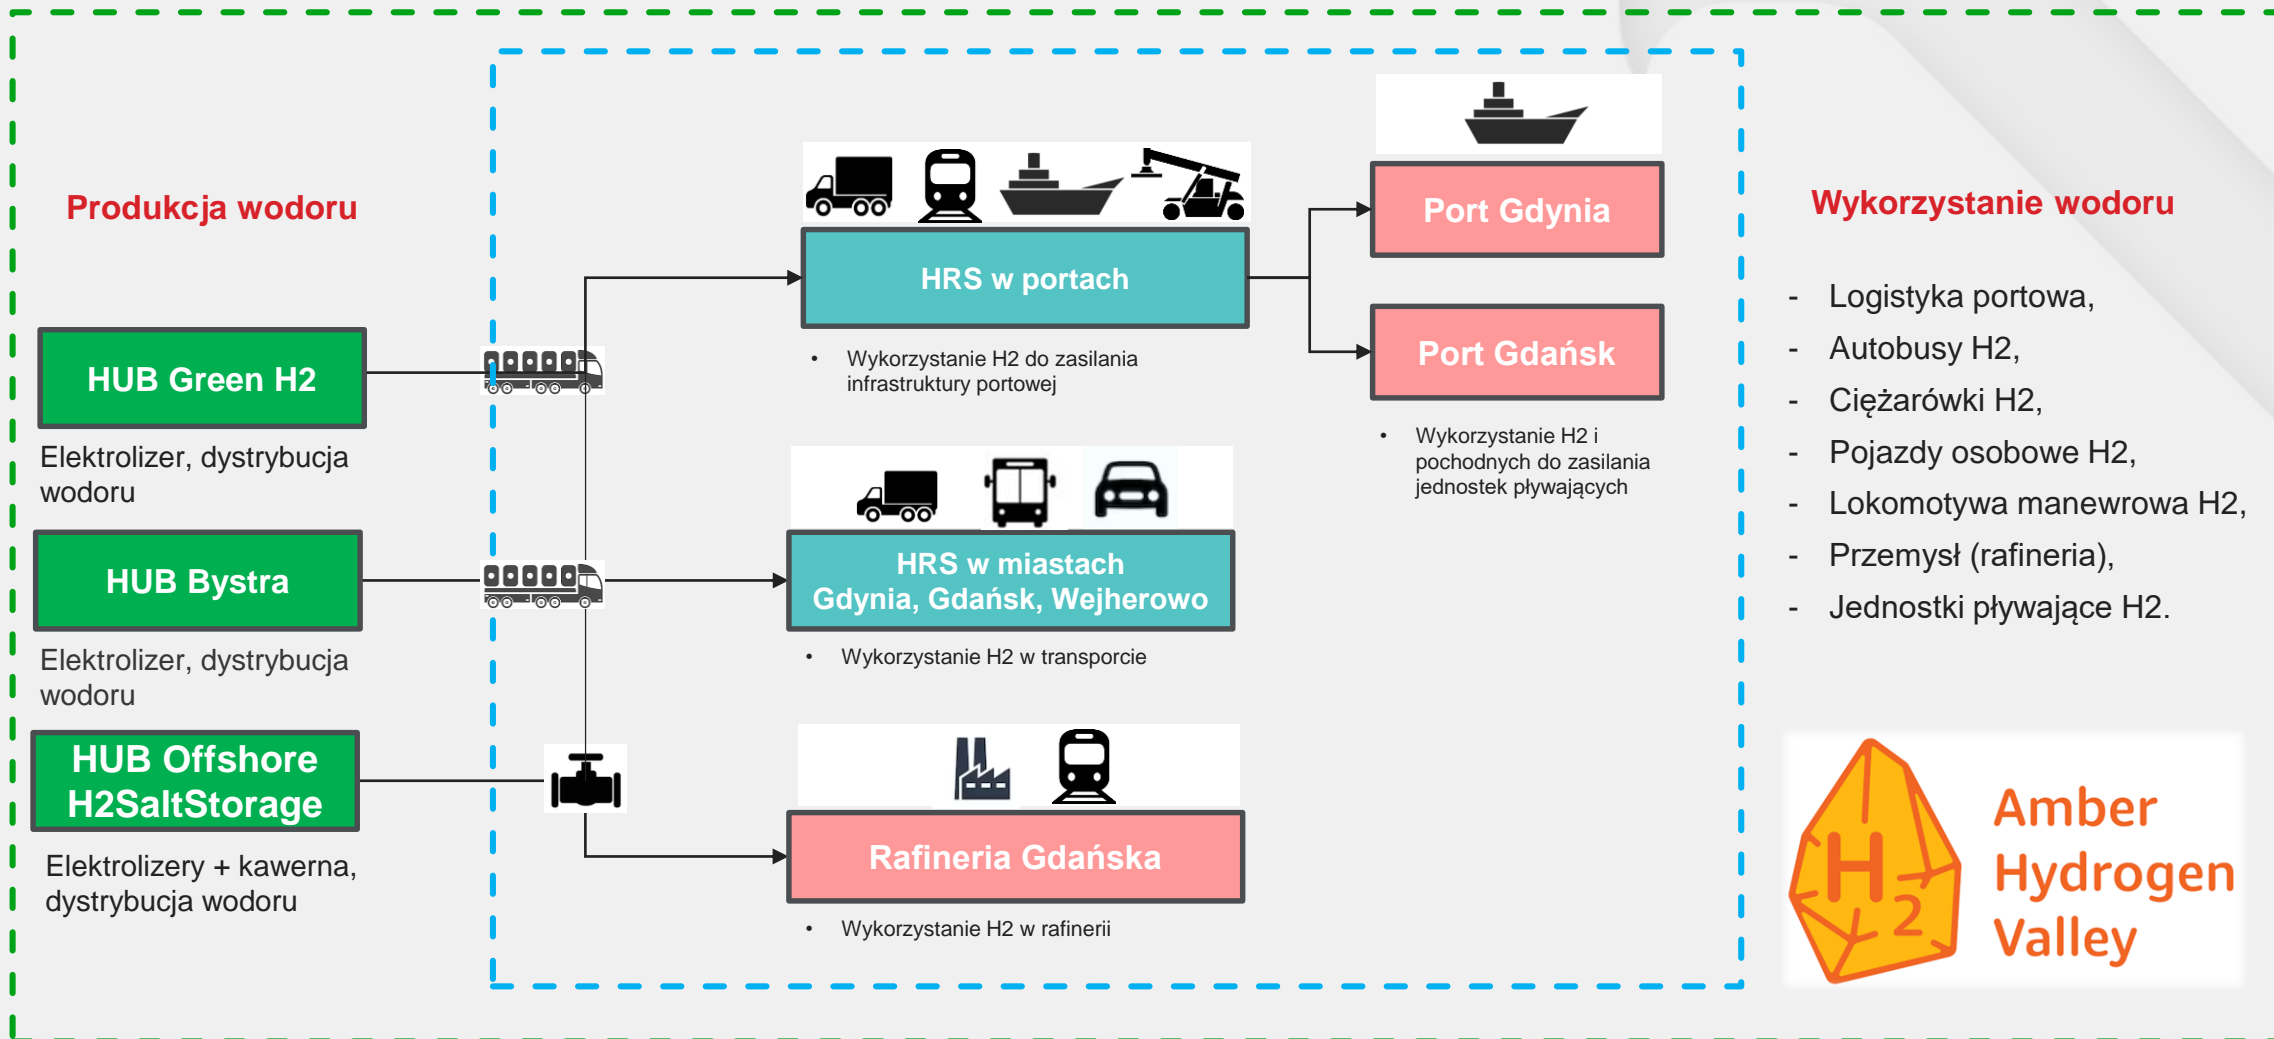 Produkcja wodoru
HUB Green H2
Elektrolizer, dystrybucja
wodoru
HUB Bystra
Elektrolizer, dystrybucja
wodoru
HUB Offshore
H2SaltStorage
Elektrolizery + kawerna,
dystrybucja wodoru
HRS w portach
• Wykorzystanie H2 do zasilania
infrastruktury portowej
HRS w miastach
Gdynia, Gdańsk, Wejherowo
• Wykorzystanie H2 w transporcie
Rafineria Gdańska
• Wykorzystanie H2 w rafinerii
Port Gdynia
Port Gdańsk
• Wykorzystanie H2 i
pochodnych do zasilania
jednostek pływających
Wykorzystanie wodoru
- Logistyka portowa,
- Autobusy H2,
- Ciężarówki H2,
- Pojazdy osobowe H2,
- Lokomotywa manewrowa H2,
- Przemysł (rafineria),
- Jednostki pływające H2.
H2
Amber
Hydrogen
Valley